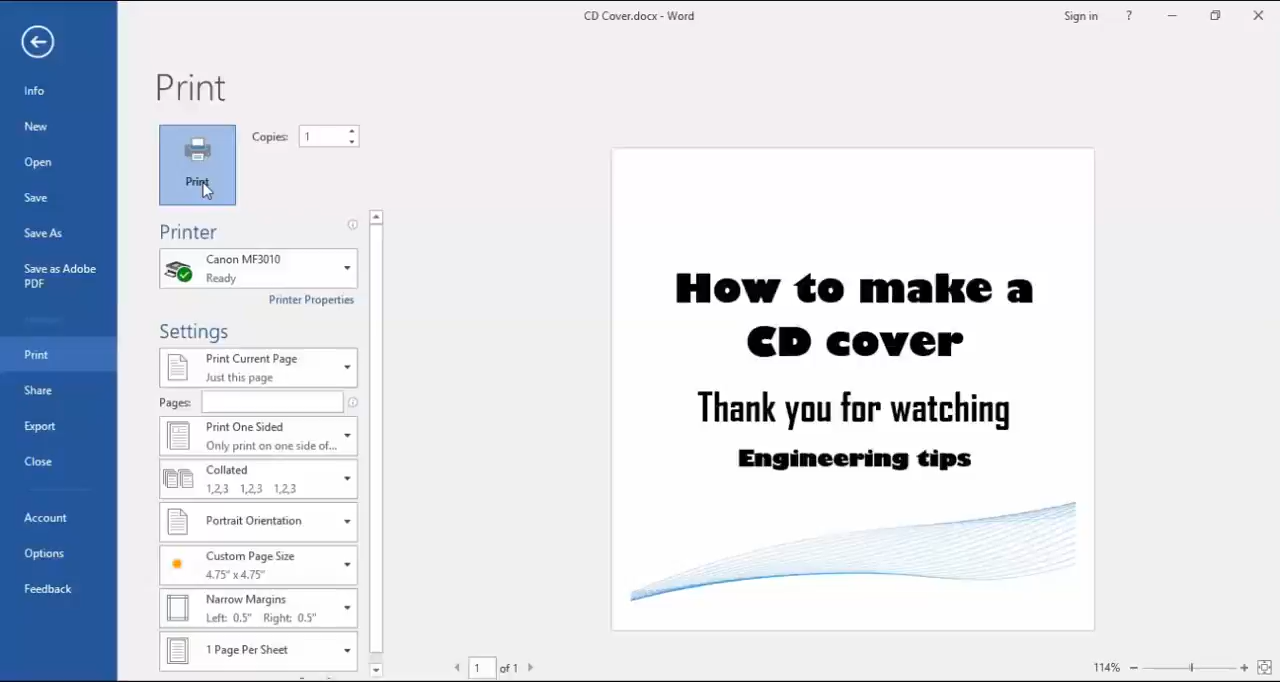 CD Cover.docx - Word
Sign in
?
Info
New
Open
Save
Save As
Save as Adobe
PDF
Print
Share
Export
Close
Account
Options
Feedback
Print
Print
Copies:
1
Printer
Canon MF3010
Ready
Printer Properties
Settings
Print Current Page
Just this page
Pages:
Print One Sided
Only print on one side of...
Collated
1,2,3 1,2,3 1,2,3
Portrait Orientation
Custom Page Size
4.75" x 4.75"
Narrow Margins
Left: 0.5" Right: 0.5"
1 Page Per Sheet
How to make a
CD cover
Thank you for watching
Engineering tips
1 of 1
114%